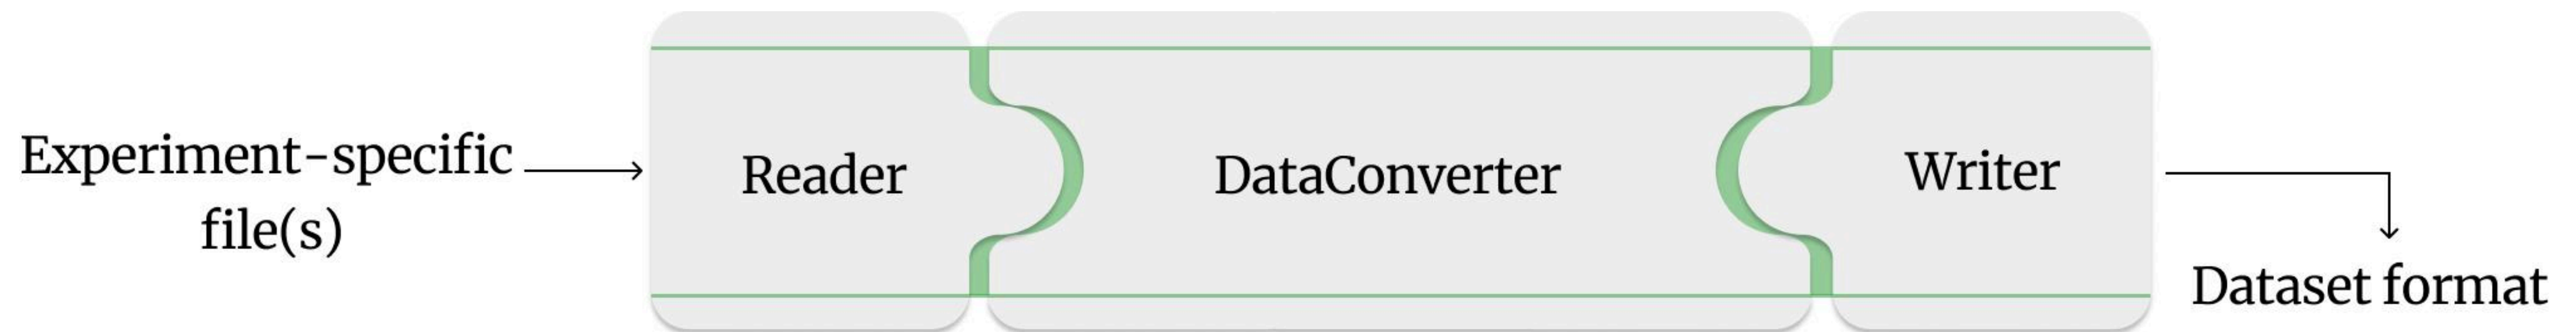 Experiment-specific
file(s)
Reader
DataConverter
Writer
Dataset format